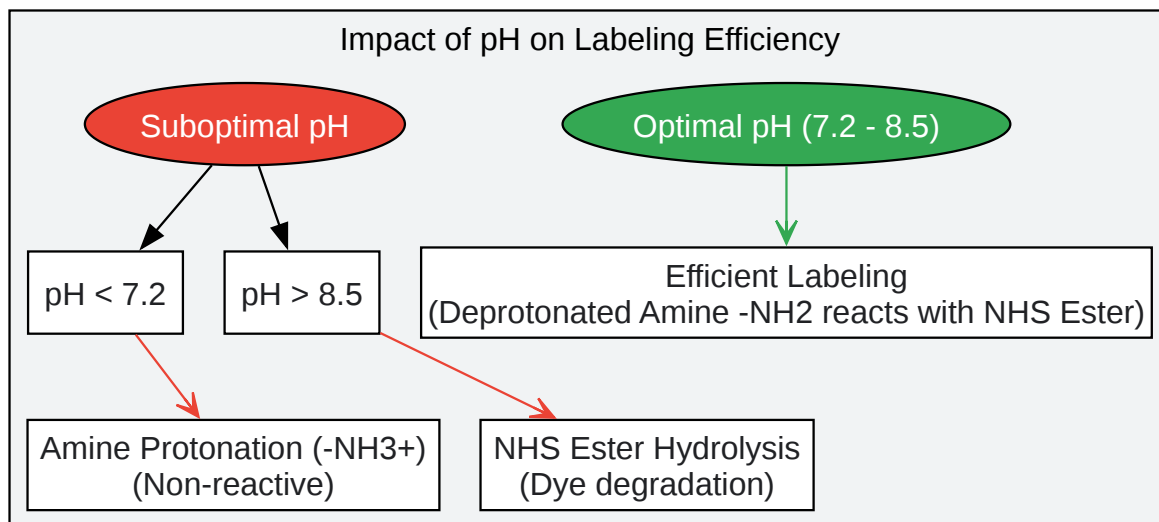 Impact of pH on Labeling Efficiency
Suboptimal pH
Optimal pH (7.2 - 8.5)
pH < 7.2
pH > 8.5
Efficient Labeling
(Deprotonated Amine -NH2 reacts with NHS Ester)
Amine Protonation (-NH3+)
(Non-reactive)
NHS Ester Hydrolysis
(Dye degradation)